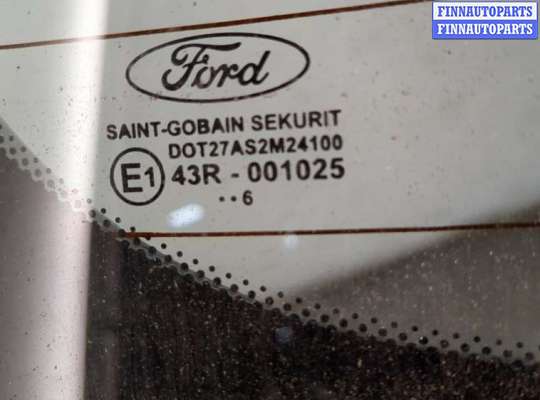 FINNAUTOPARTS
FINNAUTOPARTS
Ford
SAINT-GOBAIN SEKURIT
DOT27AS2M24100
E1 43R - 001025
••6